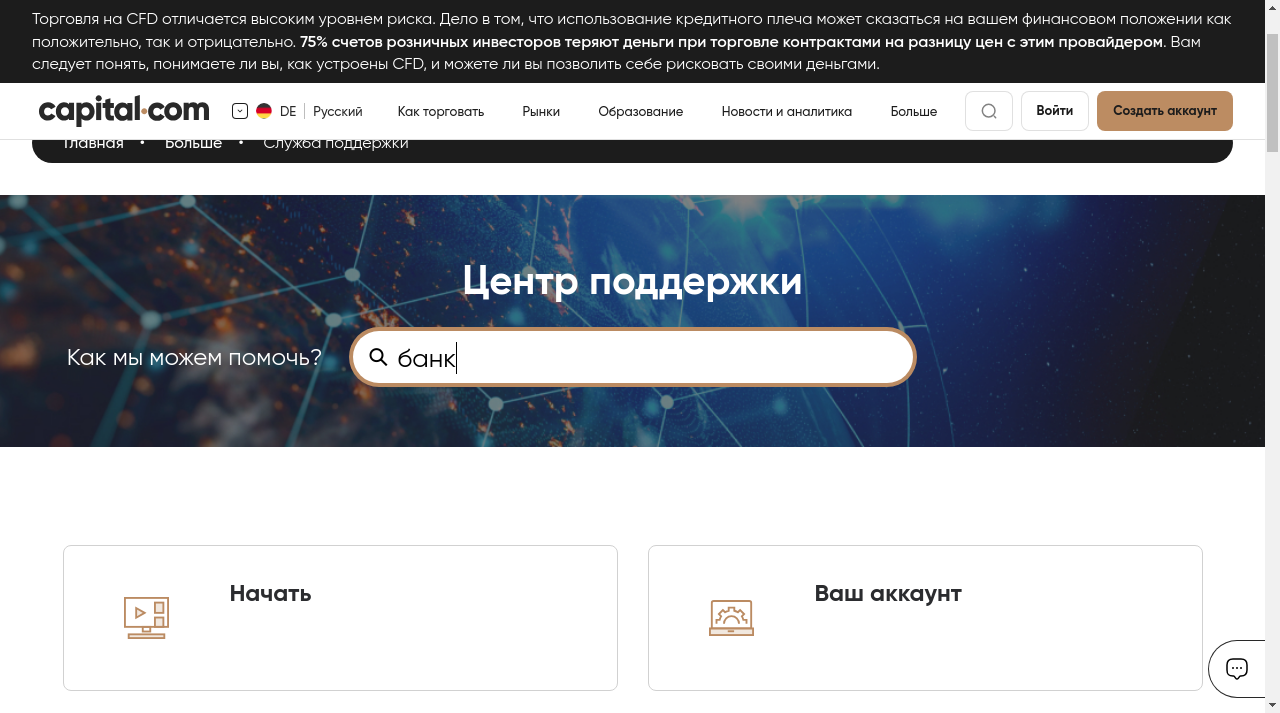 Торговля на CFD отличается высоким уровнем риска. Дело в том, что использование кредитного плеча может сказаться на вашем финансовом положении как
положительно, так и отрицательно. 75% счетов розничных инвесторов теряют деньги при торговле контрактами на разницу цен с этим провайдером. Вам
следует понять, понимаете ли вы, как устроены CFD, и можете ли вы позволить себе рисковать своими деньгами.
capital.com DE Русский Как торговать Рынки Образование Новости и аналитика Больше Войти Создать аккаунт
Главная • Больше • Служба поддержки
Центр поддержки
Как мы можем помочь? банк
Начать Ваш аккаунт